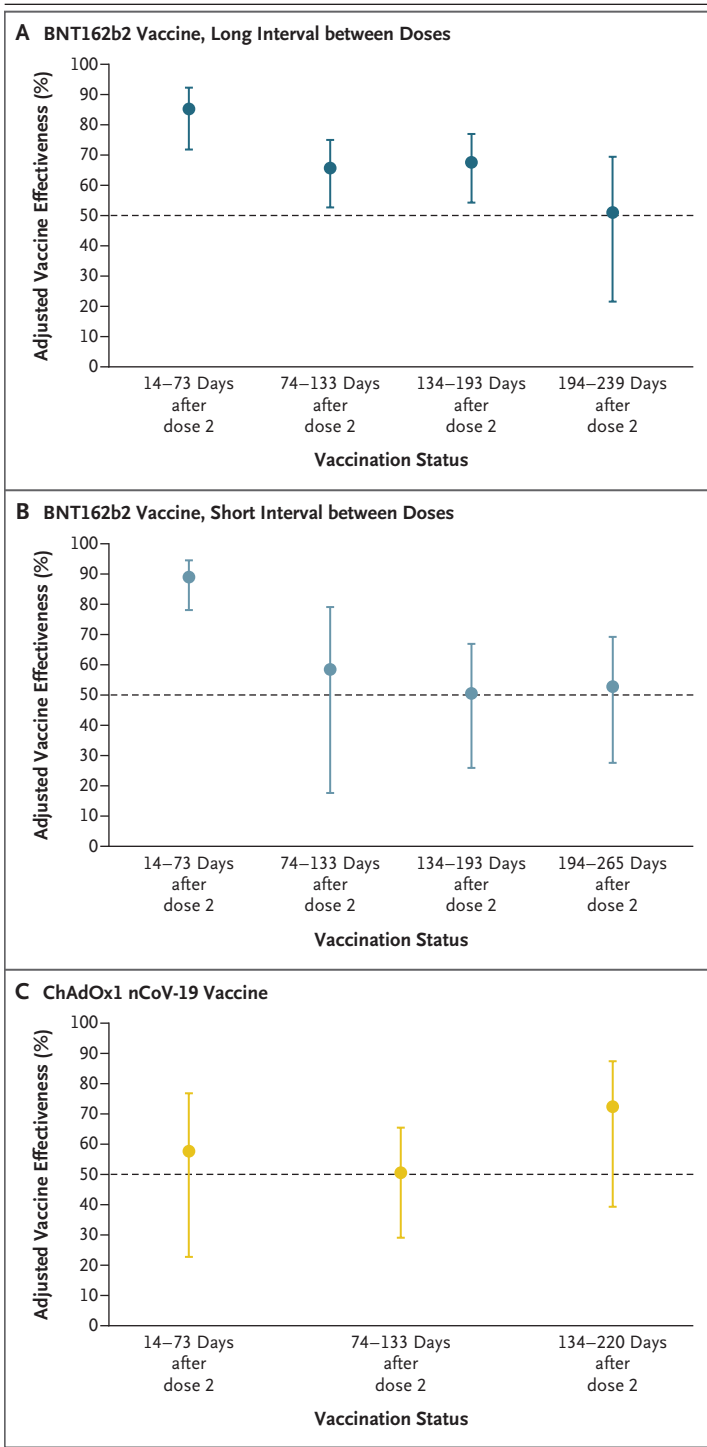 A BNT162b2 Vaccine, Long Interval between Doses
Adjusted Vaccine Effectiveness (%)
100
90
80
70
60
50
40
30
20
10
0
14–73 Days
after
dose 2
74–133 Days
after
dose 2
134–193 Days
after
dose 2
194–239 Days
after
dose 2
Vaccination Status
B BNT162b2 Vaccine, Short Interval between Doses
Adjusted Vaccine Effectiveness (%)
100
90
80
70
60
50
40
30
20
10
0
14–73 Days
after
dose 2
74–133 Days
after
dose 2
134–193 Days
after
dose 2
194–265 Days
after
dose 2
Vaccination Status
C ChAdOx1 nCoV-19 Vaccine
Adjusted Vaccine Effectiveness (%)
100
90
80
70
60
50
40
30
20
10
0
14–73 Days
after
dose 2
74–133 Days
after
dose 2
134–220 Days
after
dose 2
Vaccination Status